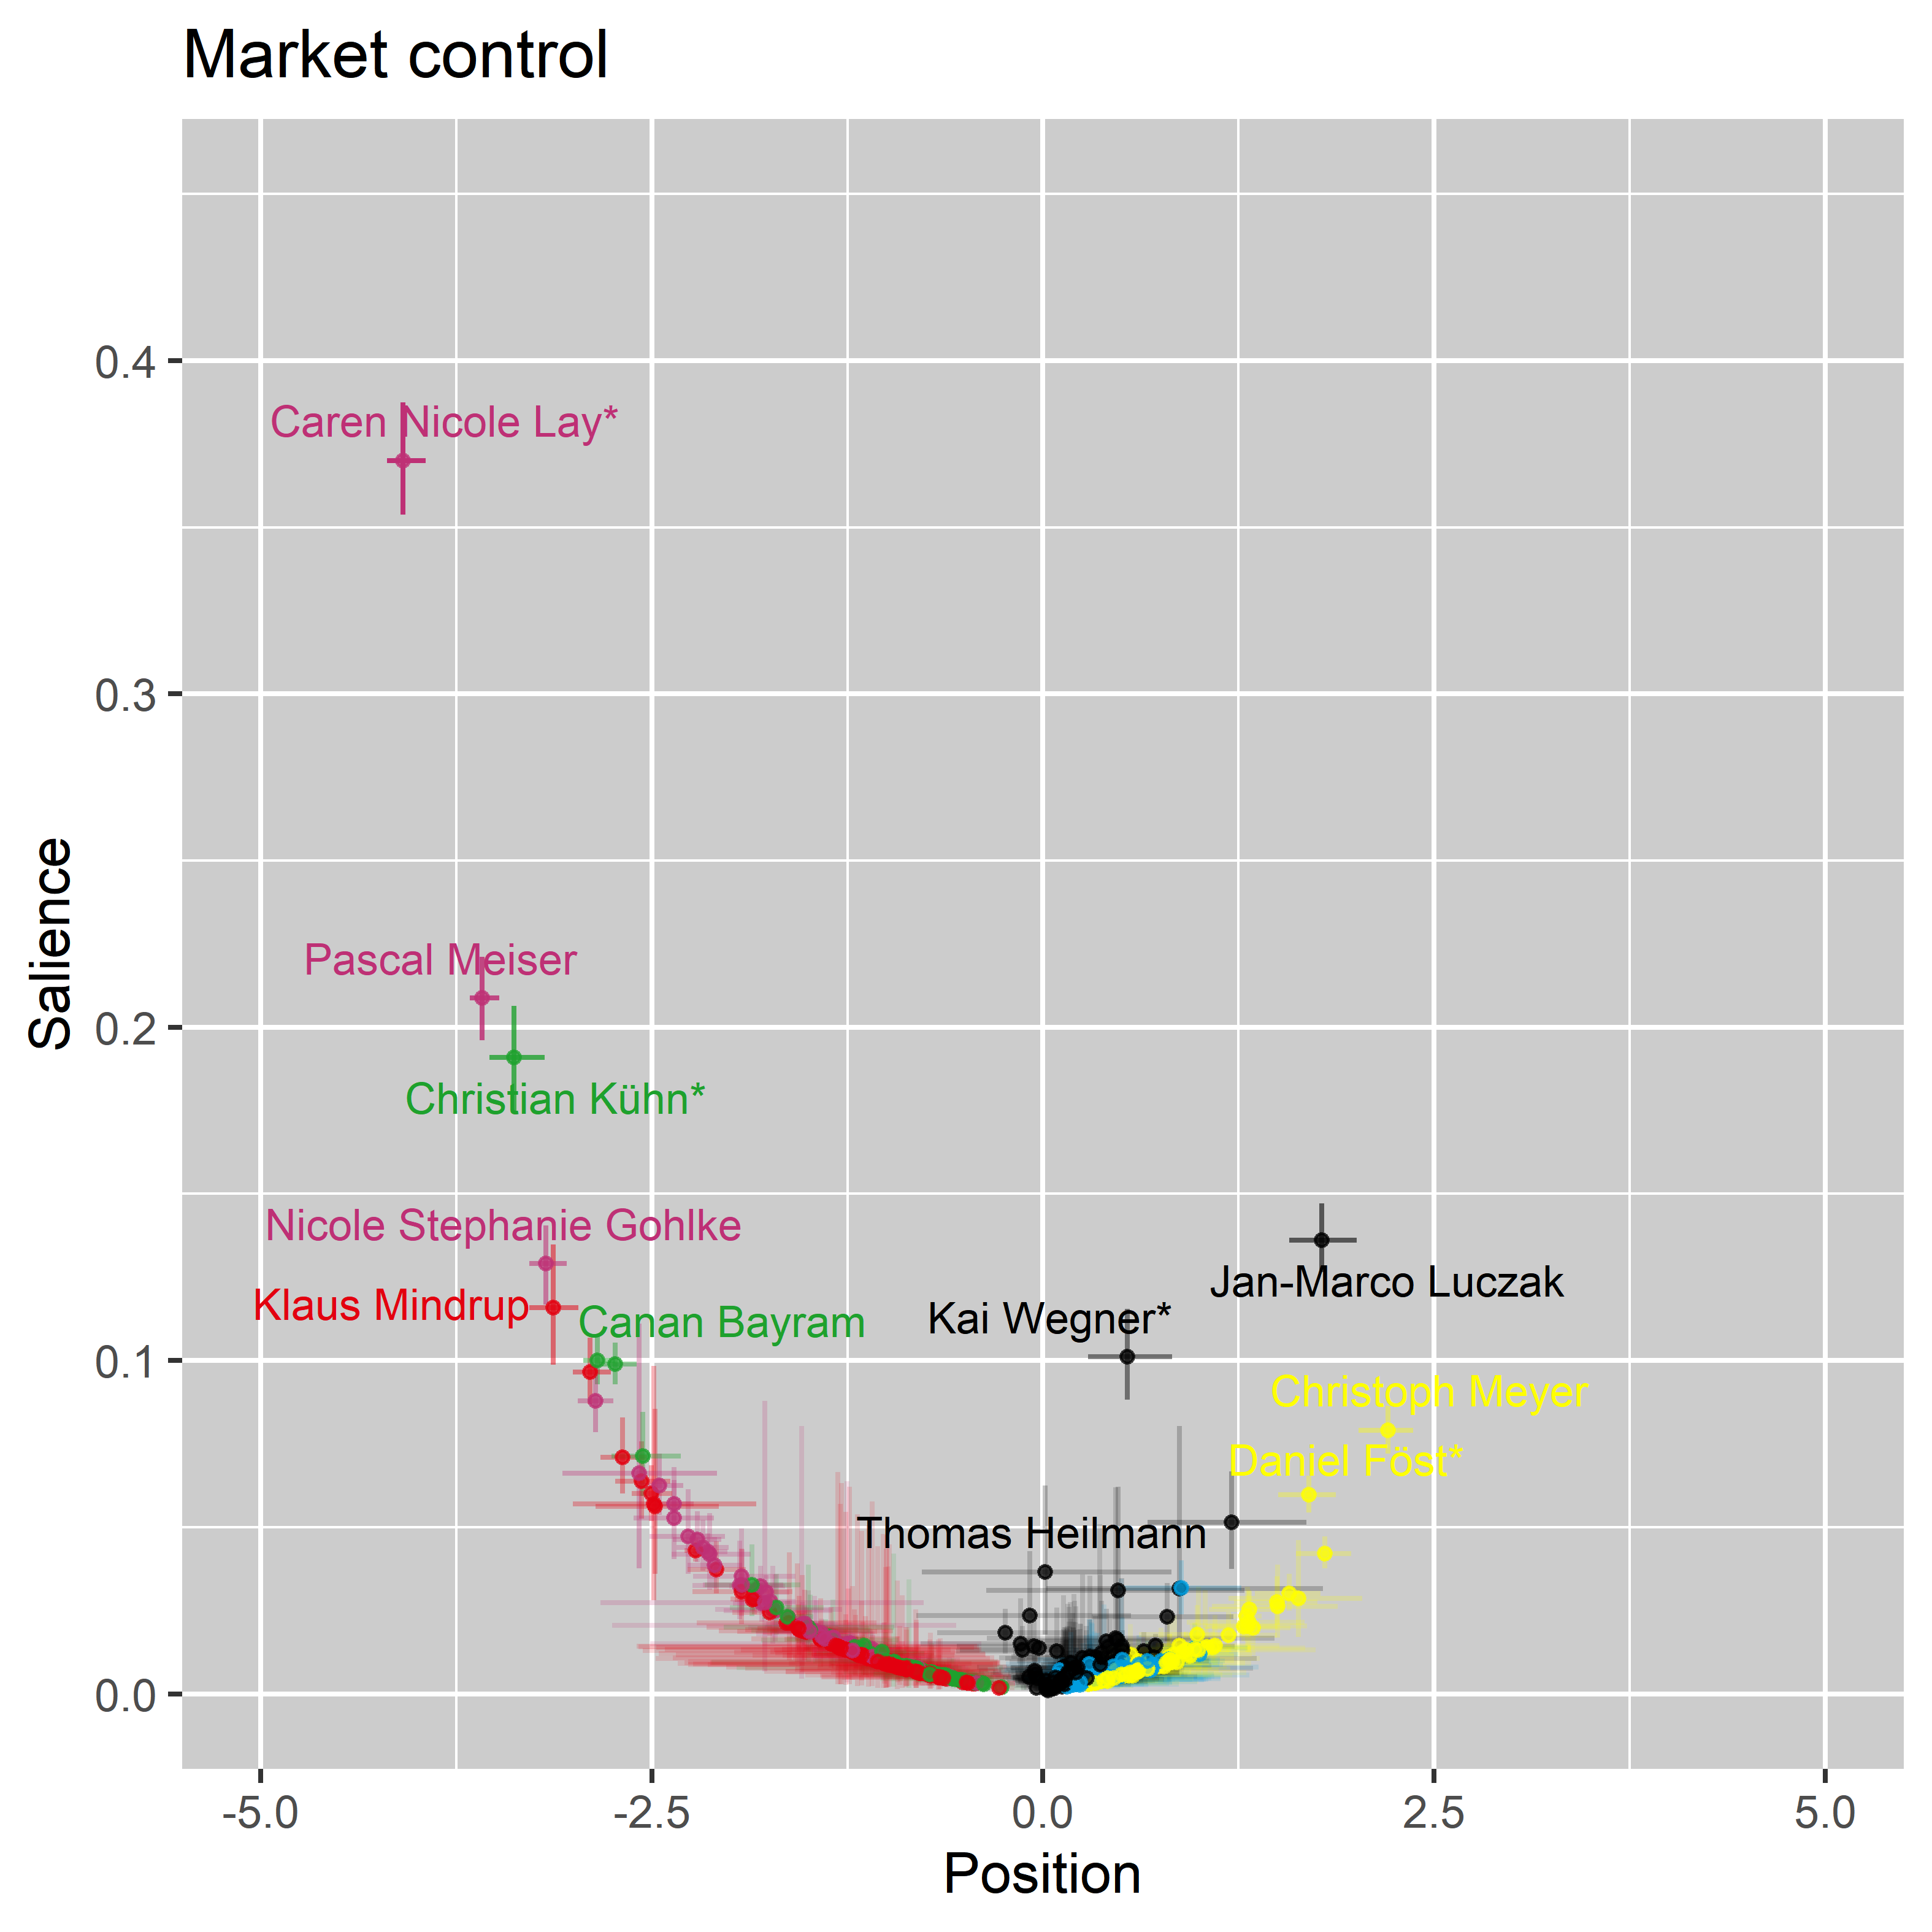 Market control
Salience
0.4
0.3
0.2
0.1
0.0
Caren Nicole Lay*
Pascal Meiser
Christian Kühn*
Nicole Stephanie Gohlke
Klaus Mindrup
Canan Bayram
Jan-Marco Luczak
Kai Wegner*
Christoph Meyer
Daniel Föst*
Thomas Heilmann
-5.0
-2.5
0.0
2.5
5.0
Position